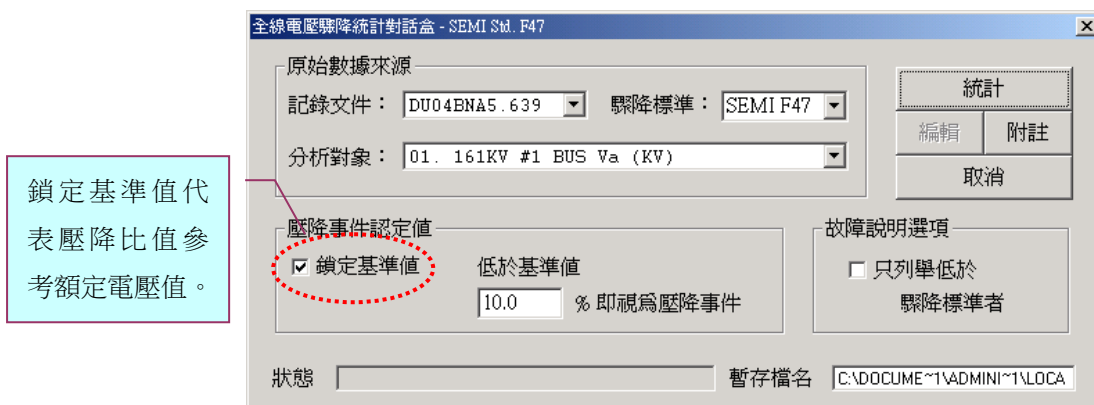 全線電壓驟降統計對話盒 - SEMI Std. F47
原始數據來源
記錄文件： DU04BNA5.639 驟降標準： SEMI F47
分析對象： 01. 161KV #1 BUS Va (KV)
統計
編輯 附註
取消
鎖定基準值代
表壓降比值參
考額定電壓值。
壓降事件認定值
鎖定基準值 低於基準值
10.0 % 即視為壓降事件
故障說明選項
只列舉低於
驟降標準者
狀態 暫存檔名 C:\DOCUME~1\ADMINI~1\LOCA